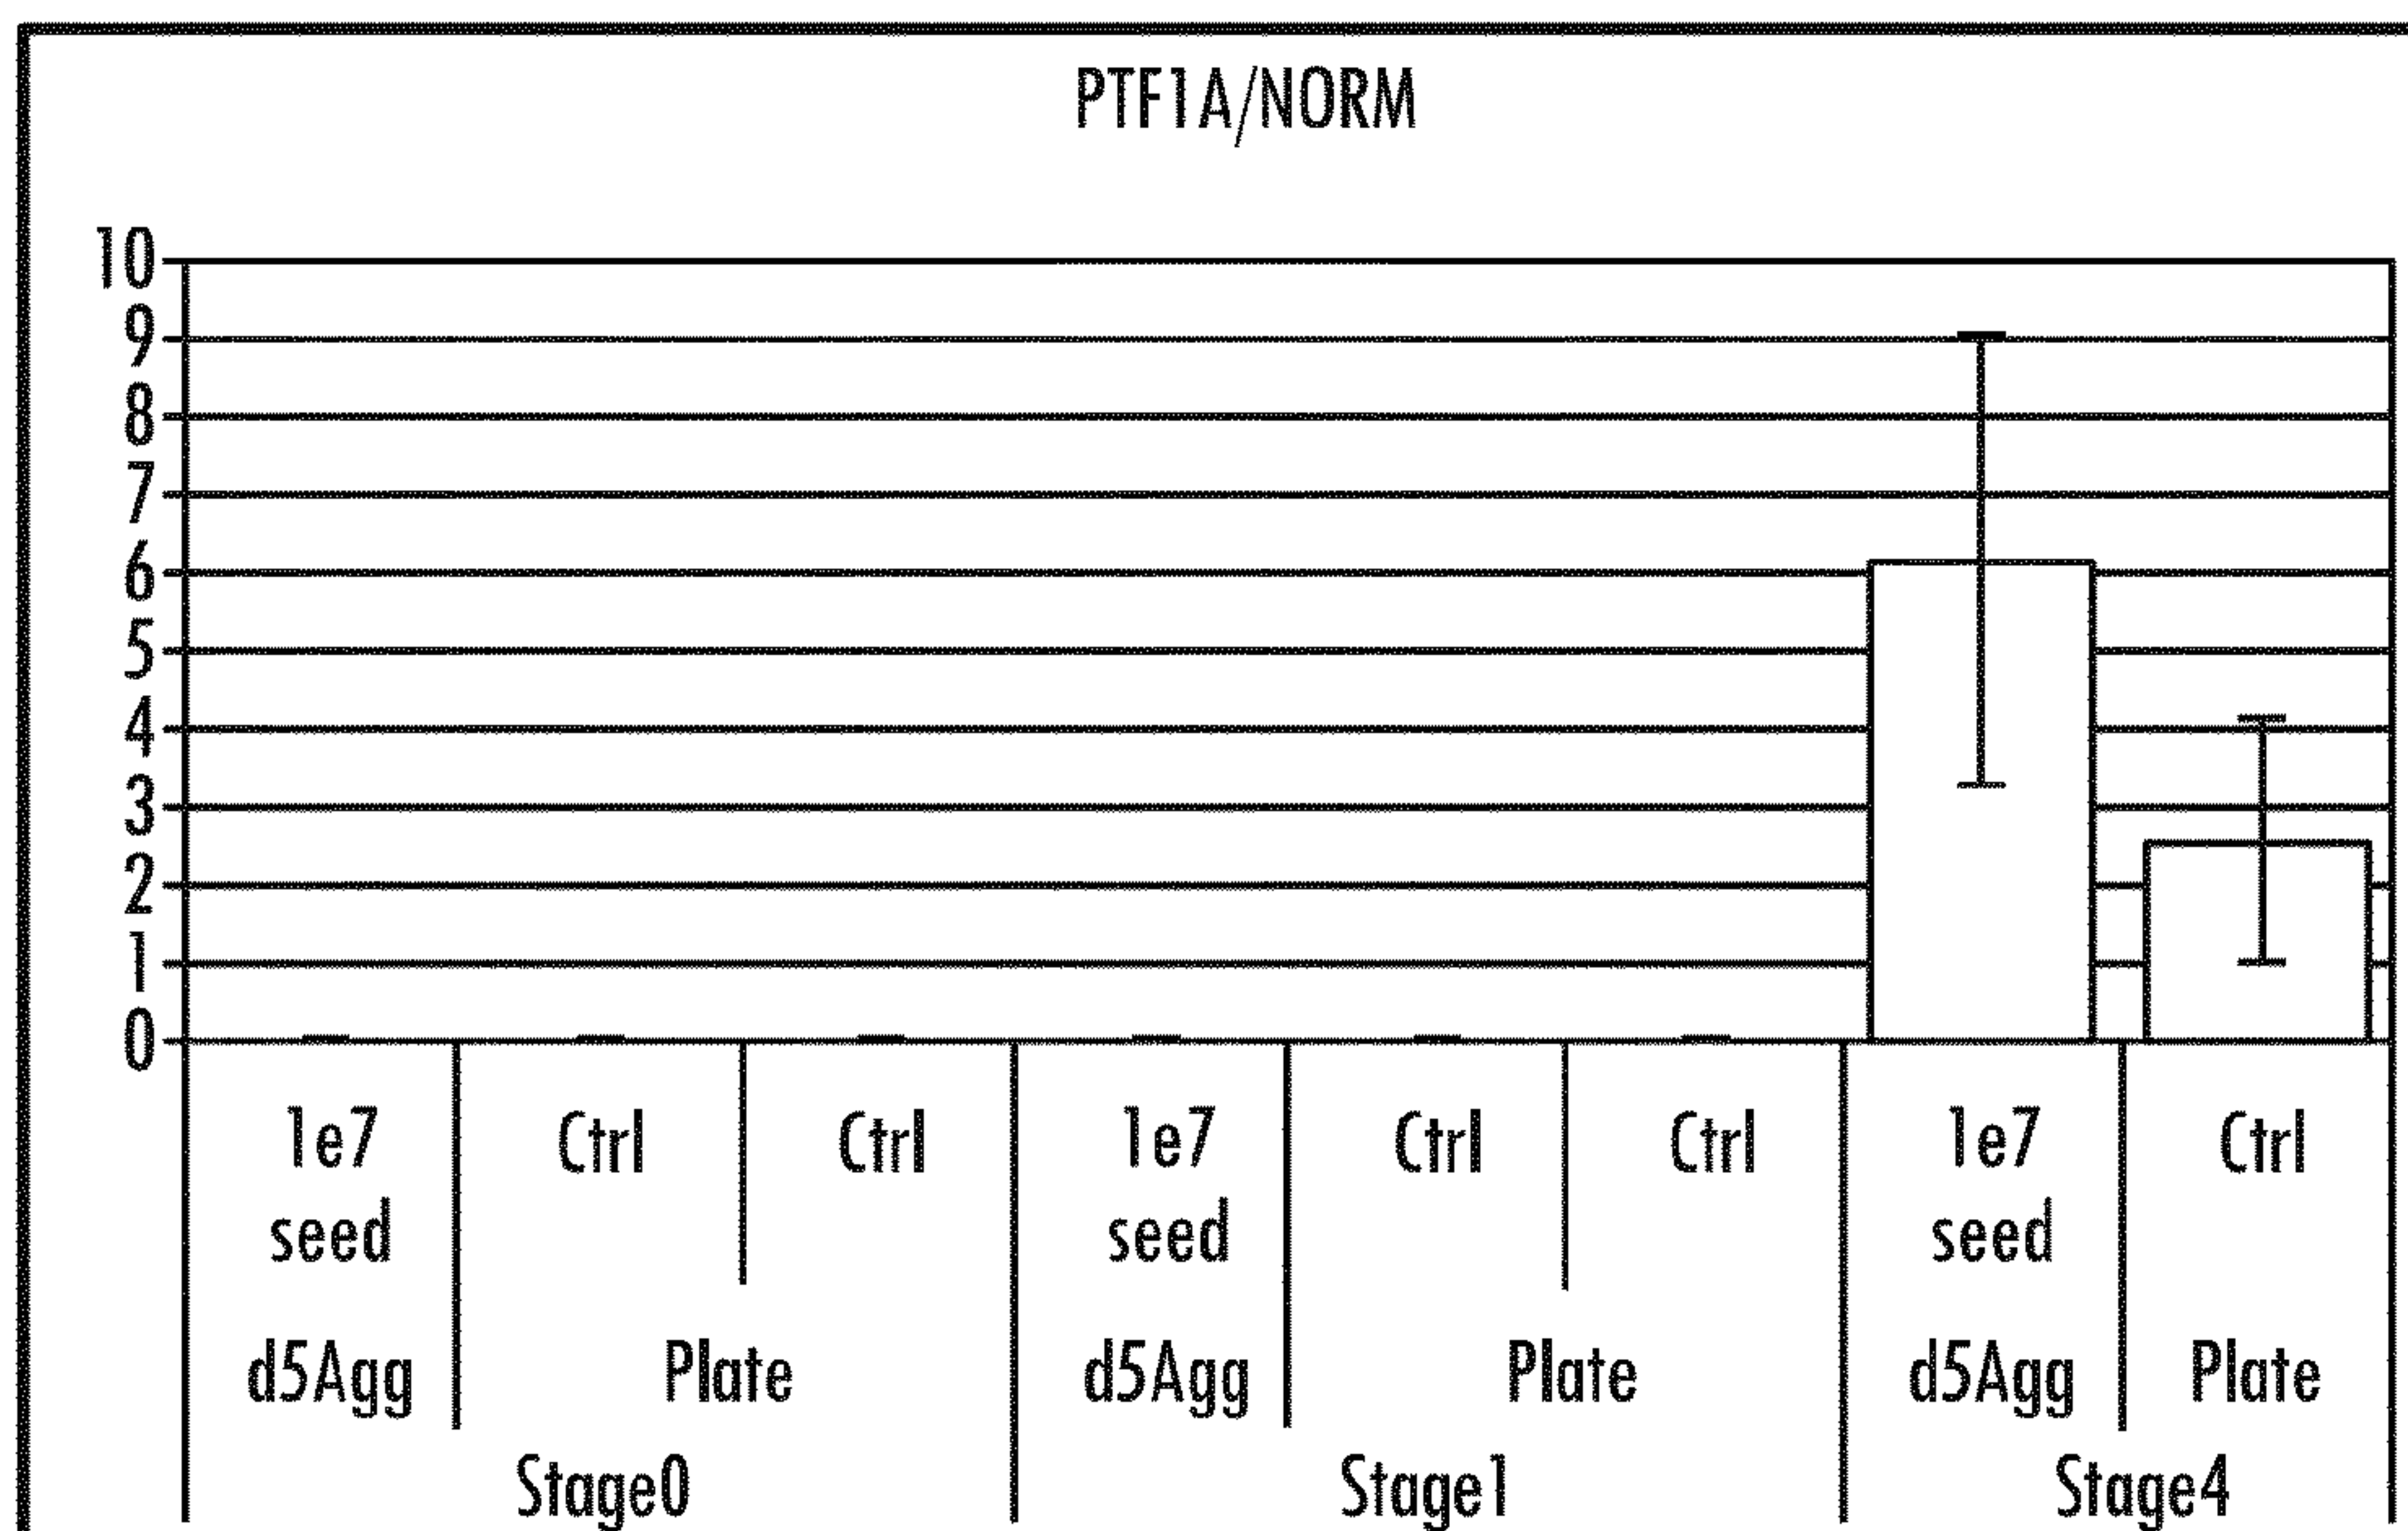 PTF1A/NORM
10
9
8
7
6
5
4
3
2
1
0
1e7 Ctrl Ctrl 1e7 Ctrl Ctrl 1e7 Ctrl
seed seed seed
d5Agg Plate d5Agg Plate d5Agg Plate
Stage0 Stage1 Stage4